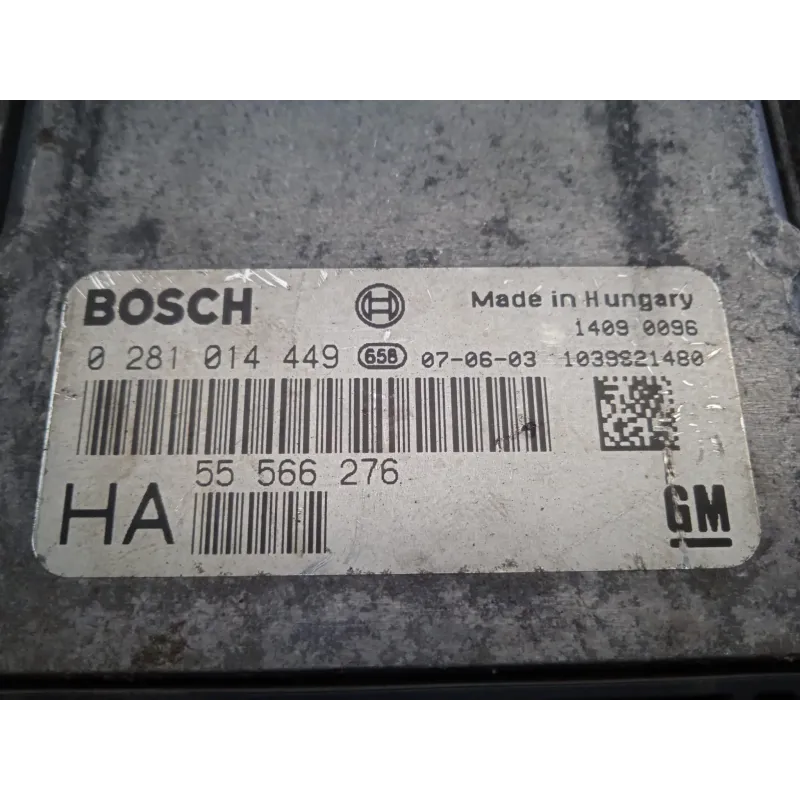 BOSCH Made in Hungary
1409 0096
0 281 014 449 658 07-06-03 1039S21480
55 566 276
HA
GM